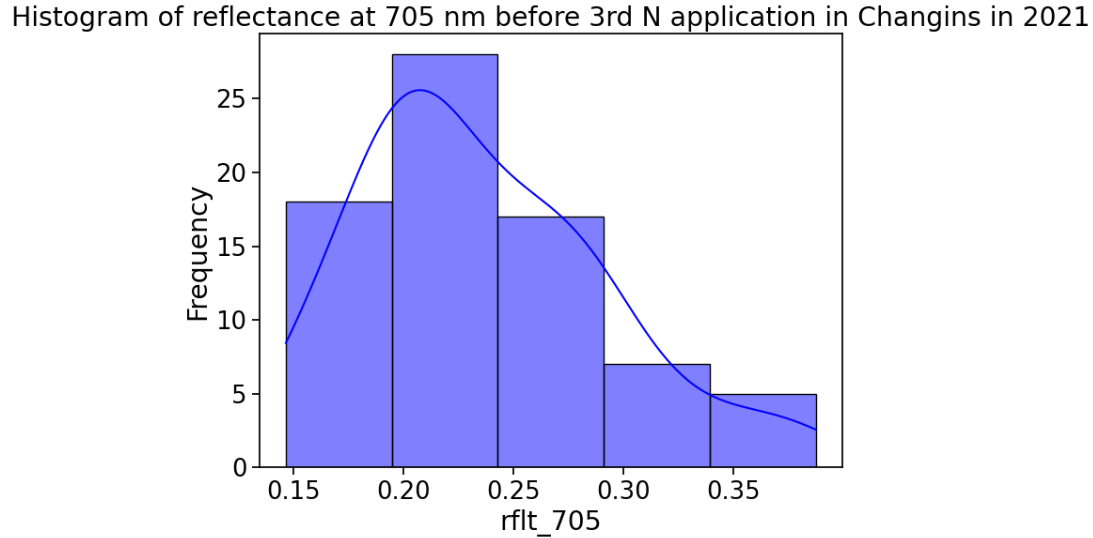 Histogram of reflectance at 705 nm before 3rd N application in Changins in 2021
Frequency
25
20
15
10
5
0
0.15 0.20 0.25 0.30 0.35
rflt_705